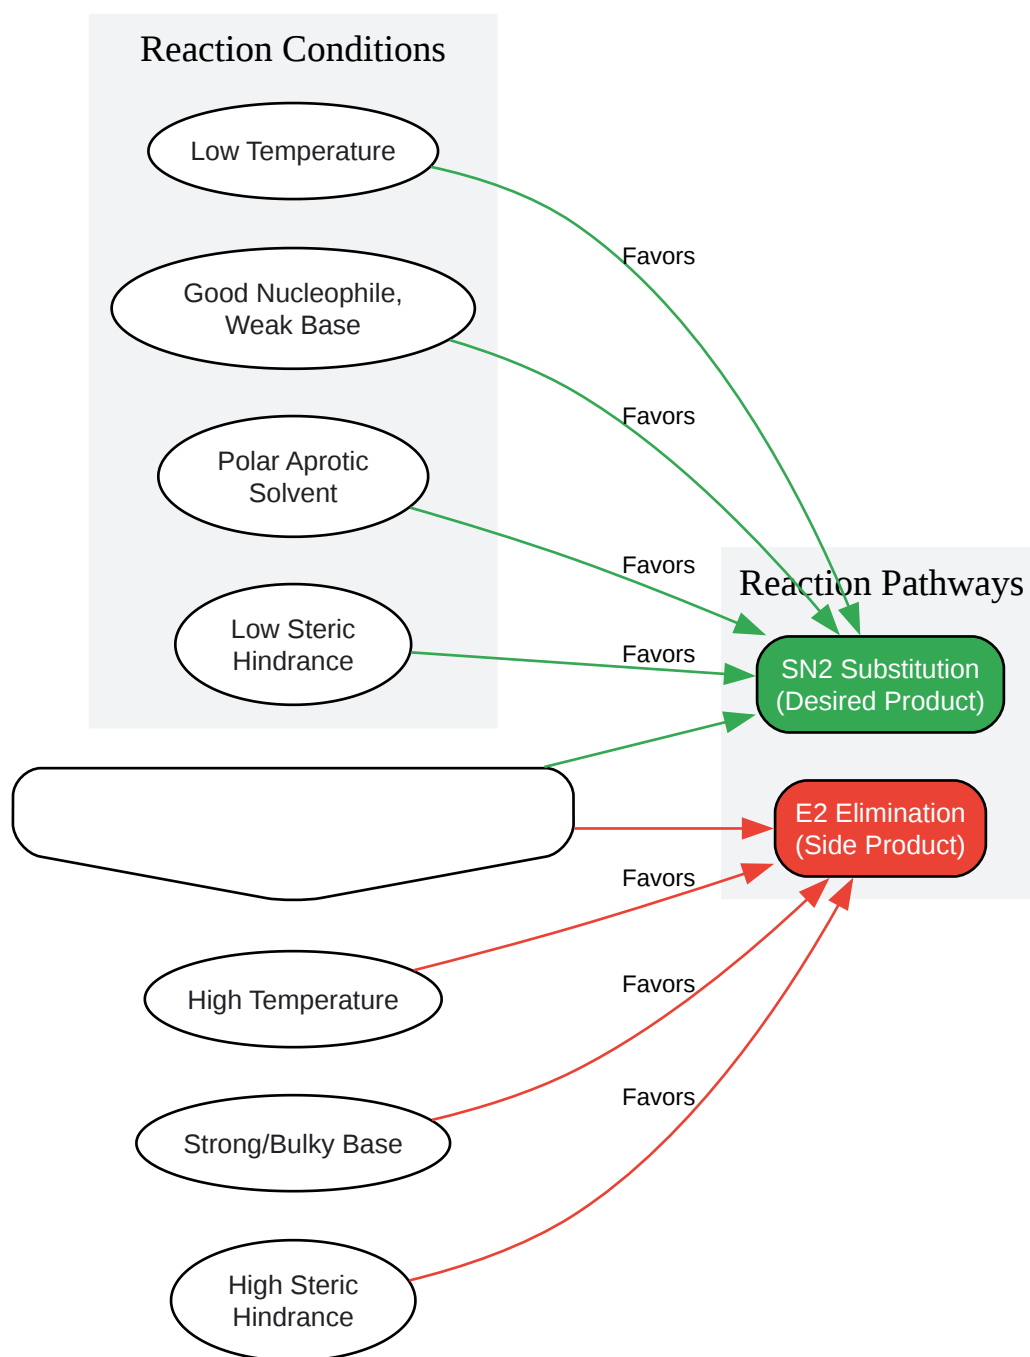 Reaction Conditions
Low Temperature
Favors
Good Nucleophile,
Weak Base
Favors
Polar Aprotic
Solvent
Favors
Reaction Pathways
Low Steric
Hindrance
Favors
SN2 Substitution
(Desired Product)
E2 Elimination
(Side Product)
Favors
High Temperature
Favors
Strong/Bulky Base
Favors
High Steric
Hindrance